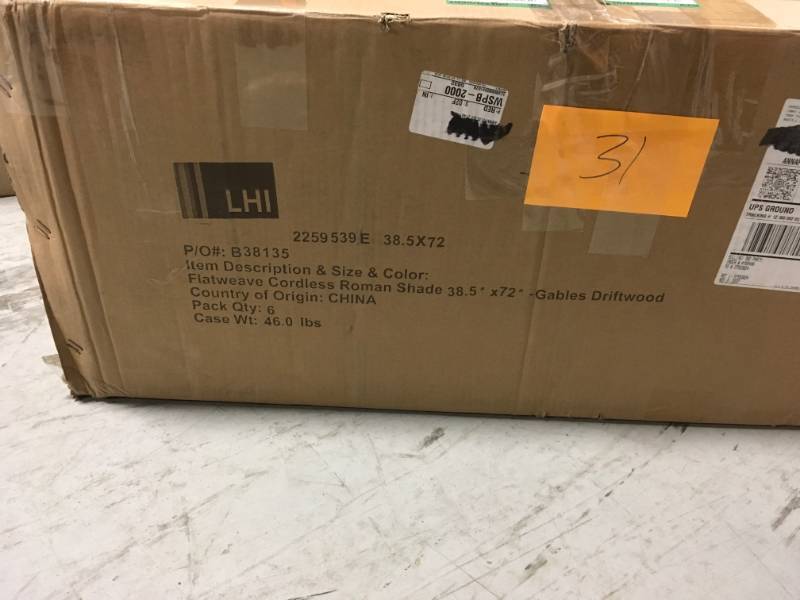 WSPB-2000
31
LHI
UPS GROUND
2259539E 38.5X72
P/O#: B38135
Item Description & Size & Color:
Flatweave Cordless Roman Shade 38.5" x72" -Gables Driftwood
Country of Origin: CHINA
Pack Qty: 6
Case Wt: 46.0 lbs